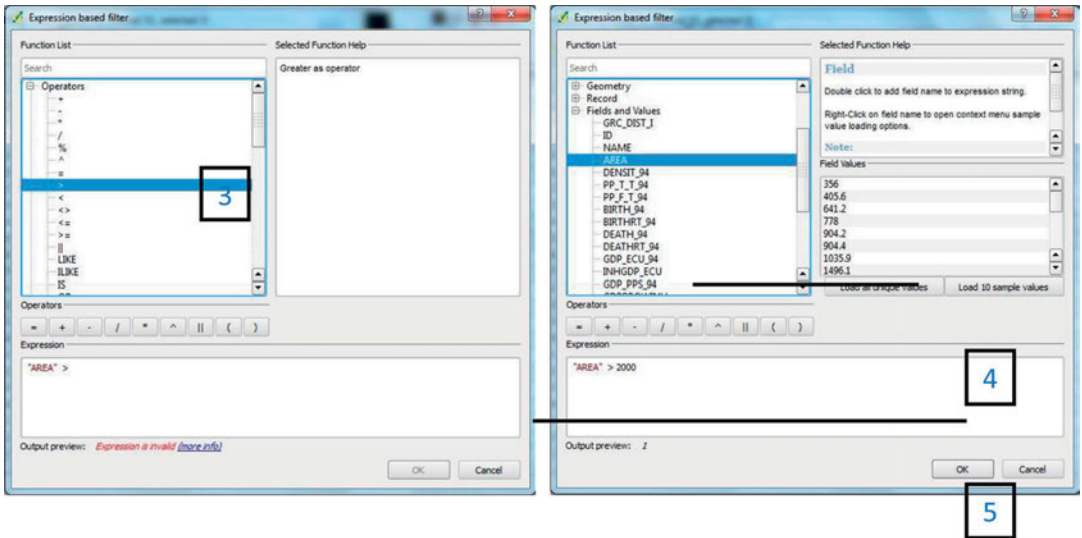 Expression based filter
Function List
Selected Function Help
Search
Operators
+
-
*
/
%
^
=
>
<
<>
<=
>=
||
LIKE
ILIKE
IS
Greater as operator
3
Operators
= + - / * ^ || ( )
Expression
"AREA" >
Output preview: Expression is invalid (more info)
OK Cancel
Expression based filter
Function List
Selected Function Help
Search
Geometry
Record
Fields and Values
GRC_DIST_I
ID
NAME
AREA
DENSIT_94
PP_T_T_94
PP_F_T_94
BIRTH_94
BIRTHRT_94
DEATH_94
DEATHRT_94
GDP_ECU_94
INHGDP_ECU
GDP_PPS_94
Field
Double click to add field name to expression string.
Right-Click on field name to open context menu sample
value loading options.
Note:
Field Values
356
405.6
641.2
778
904.2
904.4
1035.9
1496.1
Load all unique values Load 10 sample values
Operators
= + - / * ^ || ( )
Expression
"AREA" > 2000
4
Output preview: 1
OK Cancel
5